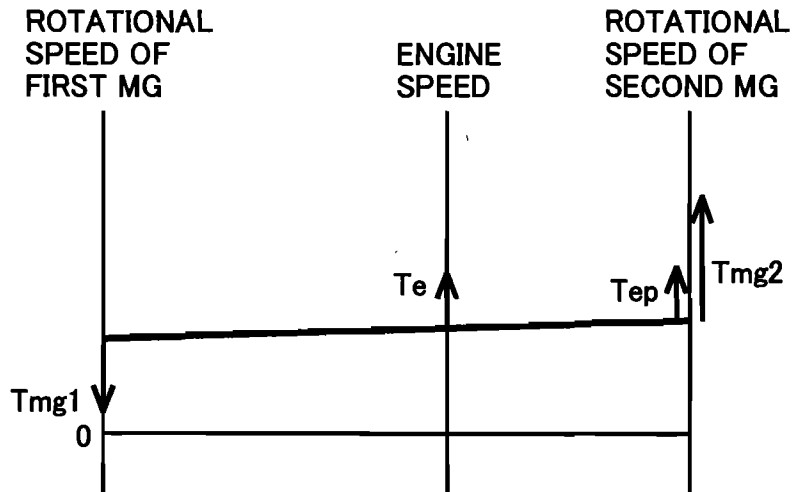 ROTATIONAL
SPEED OF
FIRST MG
ENGINE
SPEED
ROTATIONAL
SPEED OF
SECOND MG
Te
Tep
Tmg2
Tmg1
0